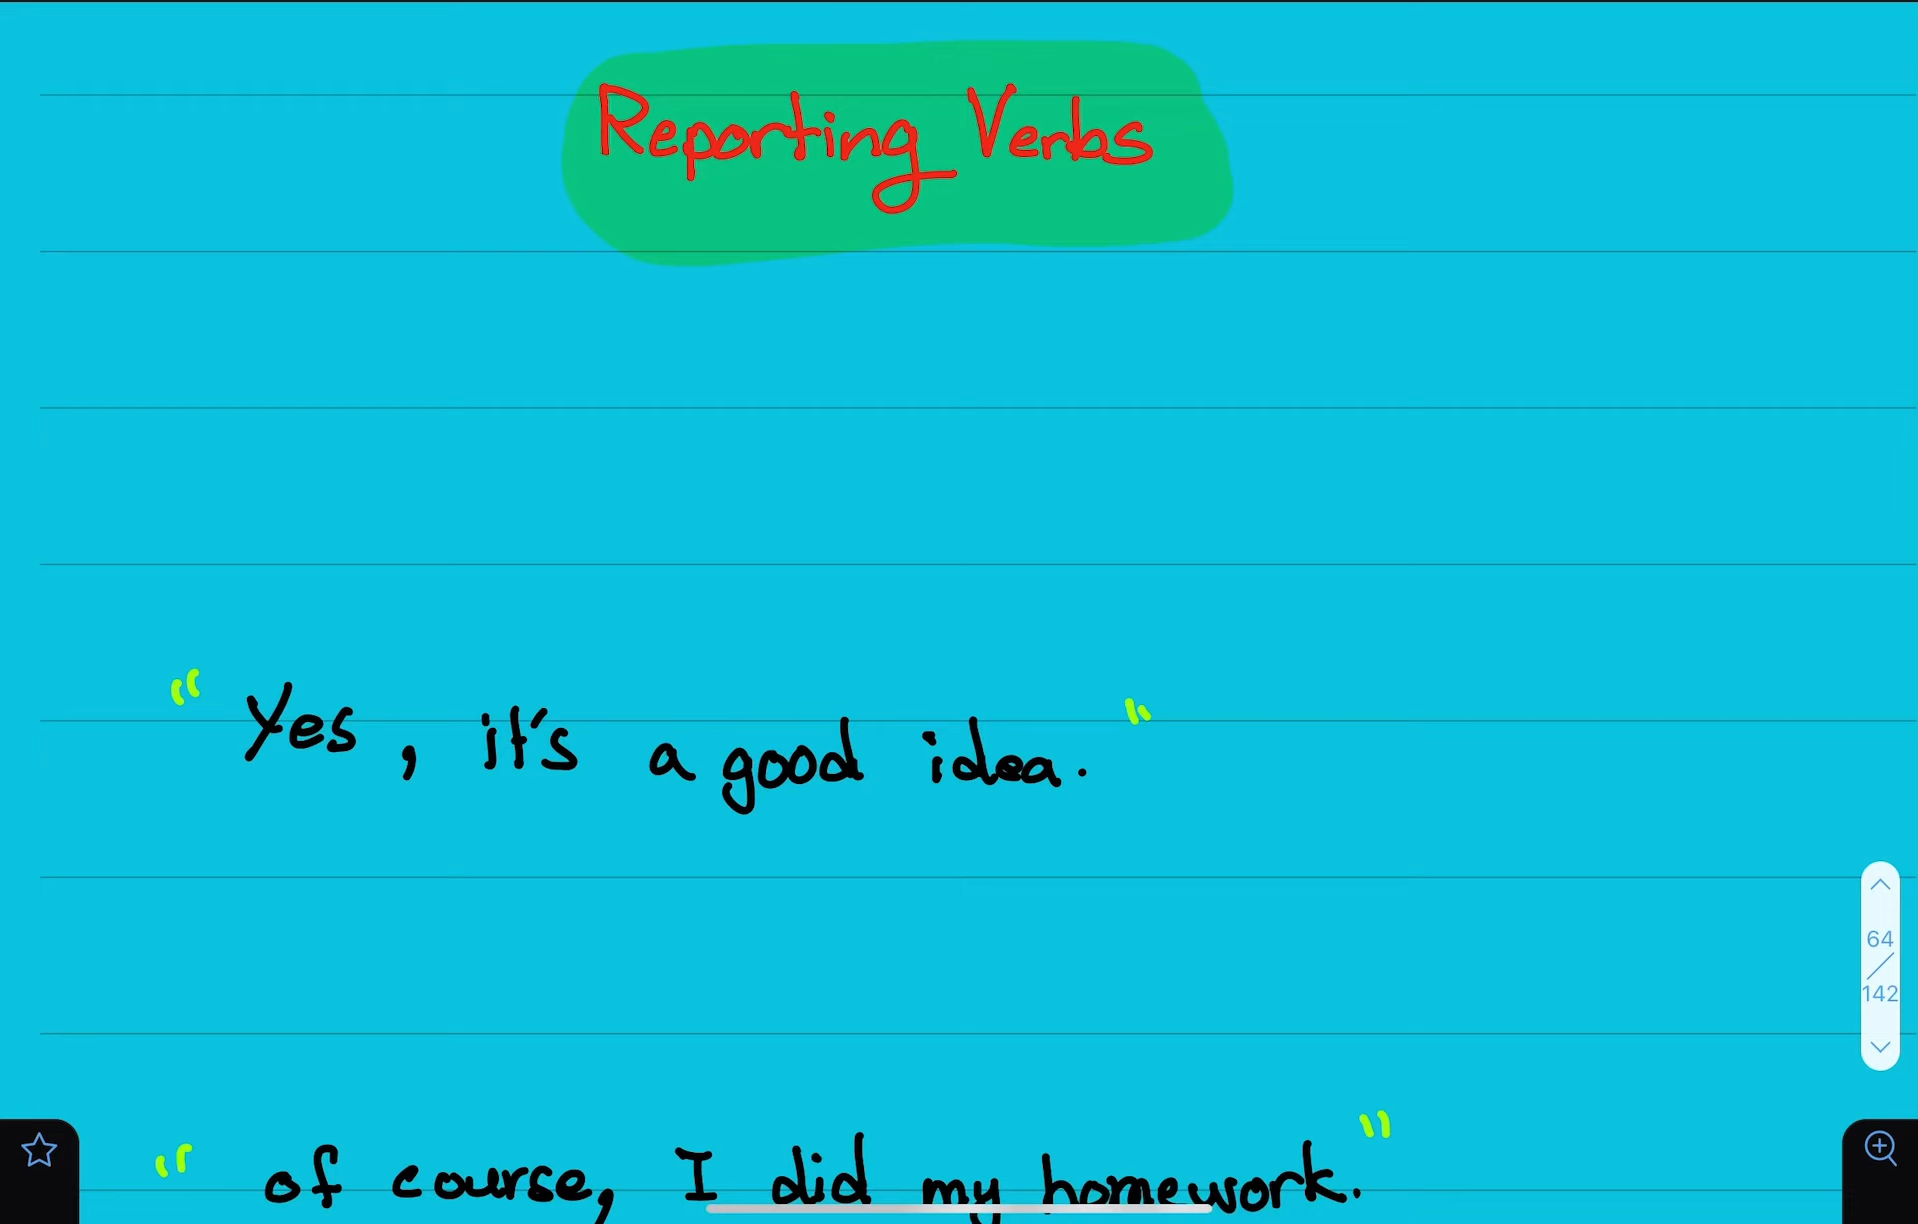 Reporting Verbs
"Yes, it's a good idea."
64
142
"of course, I did my homework."